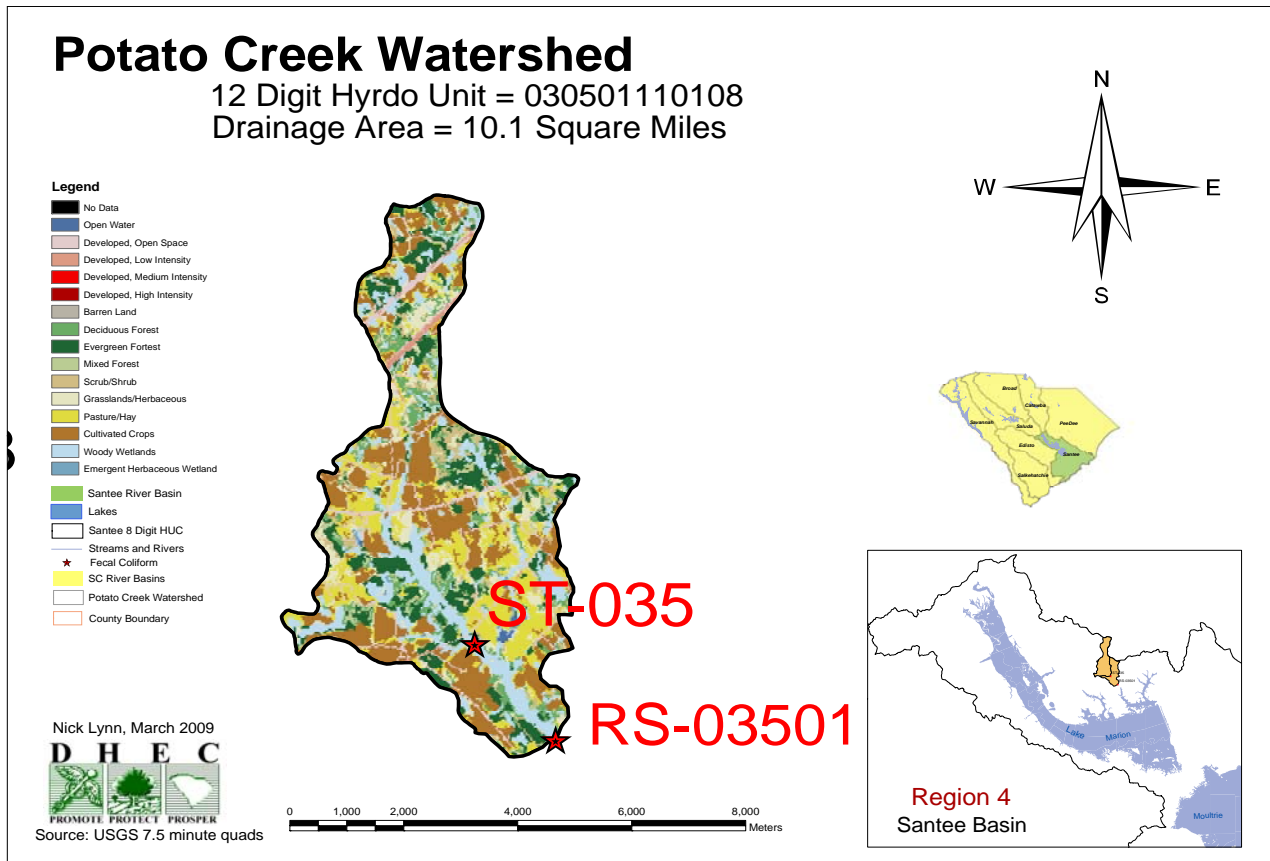 Potato Creek Watershed
12 Digit Hyrdo Unit = 030501110108
Drainage Area = 10.1 Square Miles
N
W
E
S
Legend
No Data
Open Water
Developed, Open Space
Developed, Low Intensity
Developed, Medium Intensity
Developed, High Intensity
Barren Land
Deciduous Forest
Evergreen Fortest
Mixed Forest
Scrub/Shrub
Grasslands/Herbaceous
Pasture/Hay
Cultivated Crops
Woody Wetlands
Emergent Herbaceous Wetland
Santee River Basin
Lakes
Santee 8 Digit HUC
Streams and Rivers
Fecal Coliform
SC River Basins
Potato Creek Watershed
County Boundary
ST-035
RS-03501
Broad
Catawba
PeeDee
Savannah
Saluda
Edisto
Santee
Salkehatchie
Nick Lynn, March 2009
D H E C
PROMOTE PROTECT PROSPER
Source: USGS 7.5 minute quads
0 1,000 2,000 4,000 6,000 8,000
Meters
Lake Marion
Moultrie
Region 4
Santee Basin